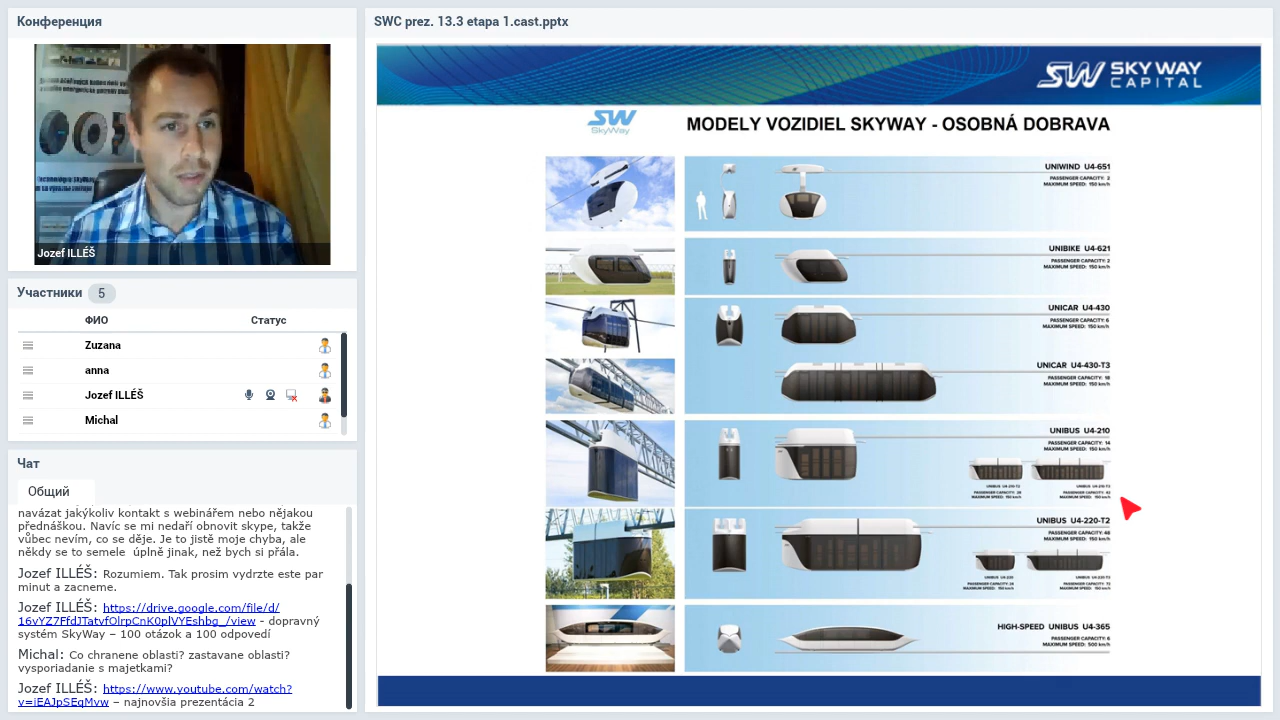 Конференция
Jozef ILLÉŠ
Участники 5
ФИО Статус
Zuzana
anna
Jozef ILLÉŠ
Michal
Чат
Общий
navázat jakýkoliv kontakt s webinářem nebo
přednáškou. Navíc se mi nedaří obnovit skype, takže
vůbec nevím, co se děje. Je to jistě moje chyba, ale
někdy se to semele úplně jinak, než bych si přála.
Jozef ILLÉŠ: Rozumiem. Tak prosim vydrzte este par
minut a zacneme
Jozef ILLÉŠ: https://drive.google.com/file/d/
16vYZ7FfdJTatvfOlrpCnK0plVYEshbg_/view - dopravný
systém SkyWay – 100 otázok a 100 odpovedí
Michal: Co chranene oblasti? zastavane oblasti?
vysporiadanie s majetkami?
Jozef ILLÉŠ: https://www.youtube.com/watch?
v=iEAJpSEqMvw – najnovšia prezentácia 2
SWC prez. 13.3 etapa 1.cast.pptx
SW SKY WAY
CAPITAL
SW
SkyWay
MODELY VOZIDIEL SKYWAY - OSOBNÁ DOBRAVA
UNIWIND U4-651
PASSENGER CAPACITY: 2
MAXIMUM SPEED: 150 km/h
UNIBIKE U4-621
PASSENGER CAPACITY: 2
MAXIMUM SPEED: 150 km/h
UNICAR U4-430
PASSENGER CAPACITY: 6
MAXIMUM SPEED: 150 km/h
UNICAR U4-430-T3
PASSENGER CAPACITY: 18
MAXIMUM SPEED: 150 km/h
UNIBUS U4-210
PASSENGER CAPACITY: 14
MAXIMUM SPEED: 150 km/h
UNIBUS U4-220-T2
PASSENGER CAPACITY: 48
MAXIMUM SPEED: 150 km/h
HIGH-SPEED UNIBUS U4-365
PASSENGER CAPACITY: 6
MAXIMUM SPEED: 500 km/h